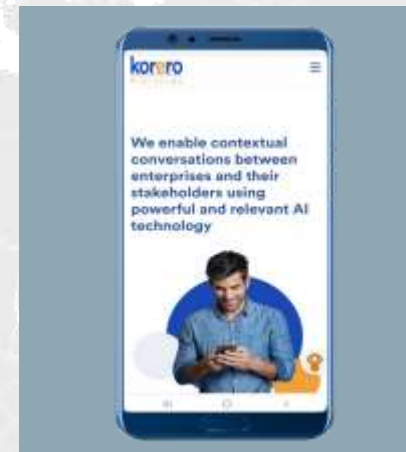 korero
We enable contextual
conversations between
enterprises and their
stakeholders using
powerful and relevant AI
technology